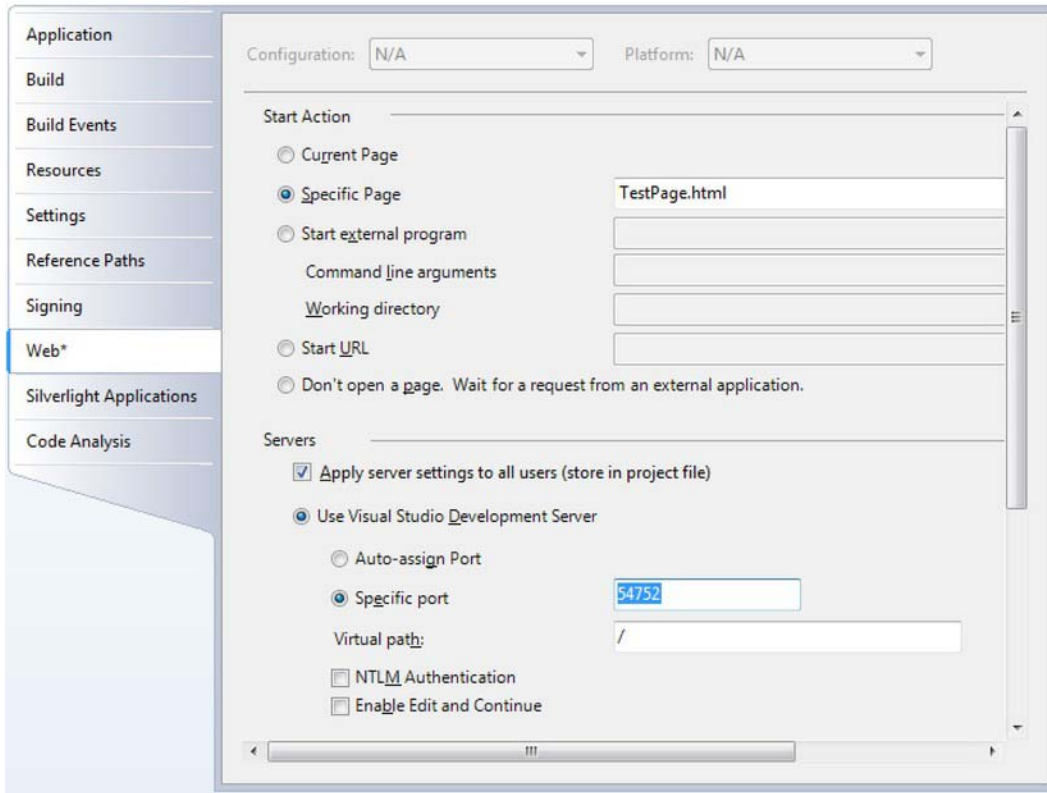 Application
Build
Build Events
Resources
Settings
Reference Paths
Signing
Web*
Silverlight Applications
Code Analysis
Configuration: N/A Platform: N/A
Start Action
Current Page
Specific Page TestPage.html
Start external program
Command line arguments
Working directory
Start URL
Don't open a page. Wait for a request from an external application.
Servers
Apply server settings to all users (store in project file)
Use Visual Studio Development Server
Auto-assign Port
Specific port 54752
Virtual path: /
NTLM Authentication
Enable Edit and Continue